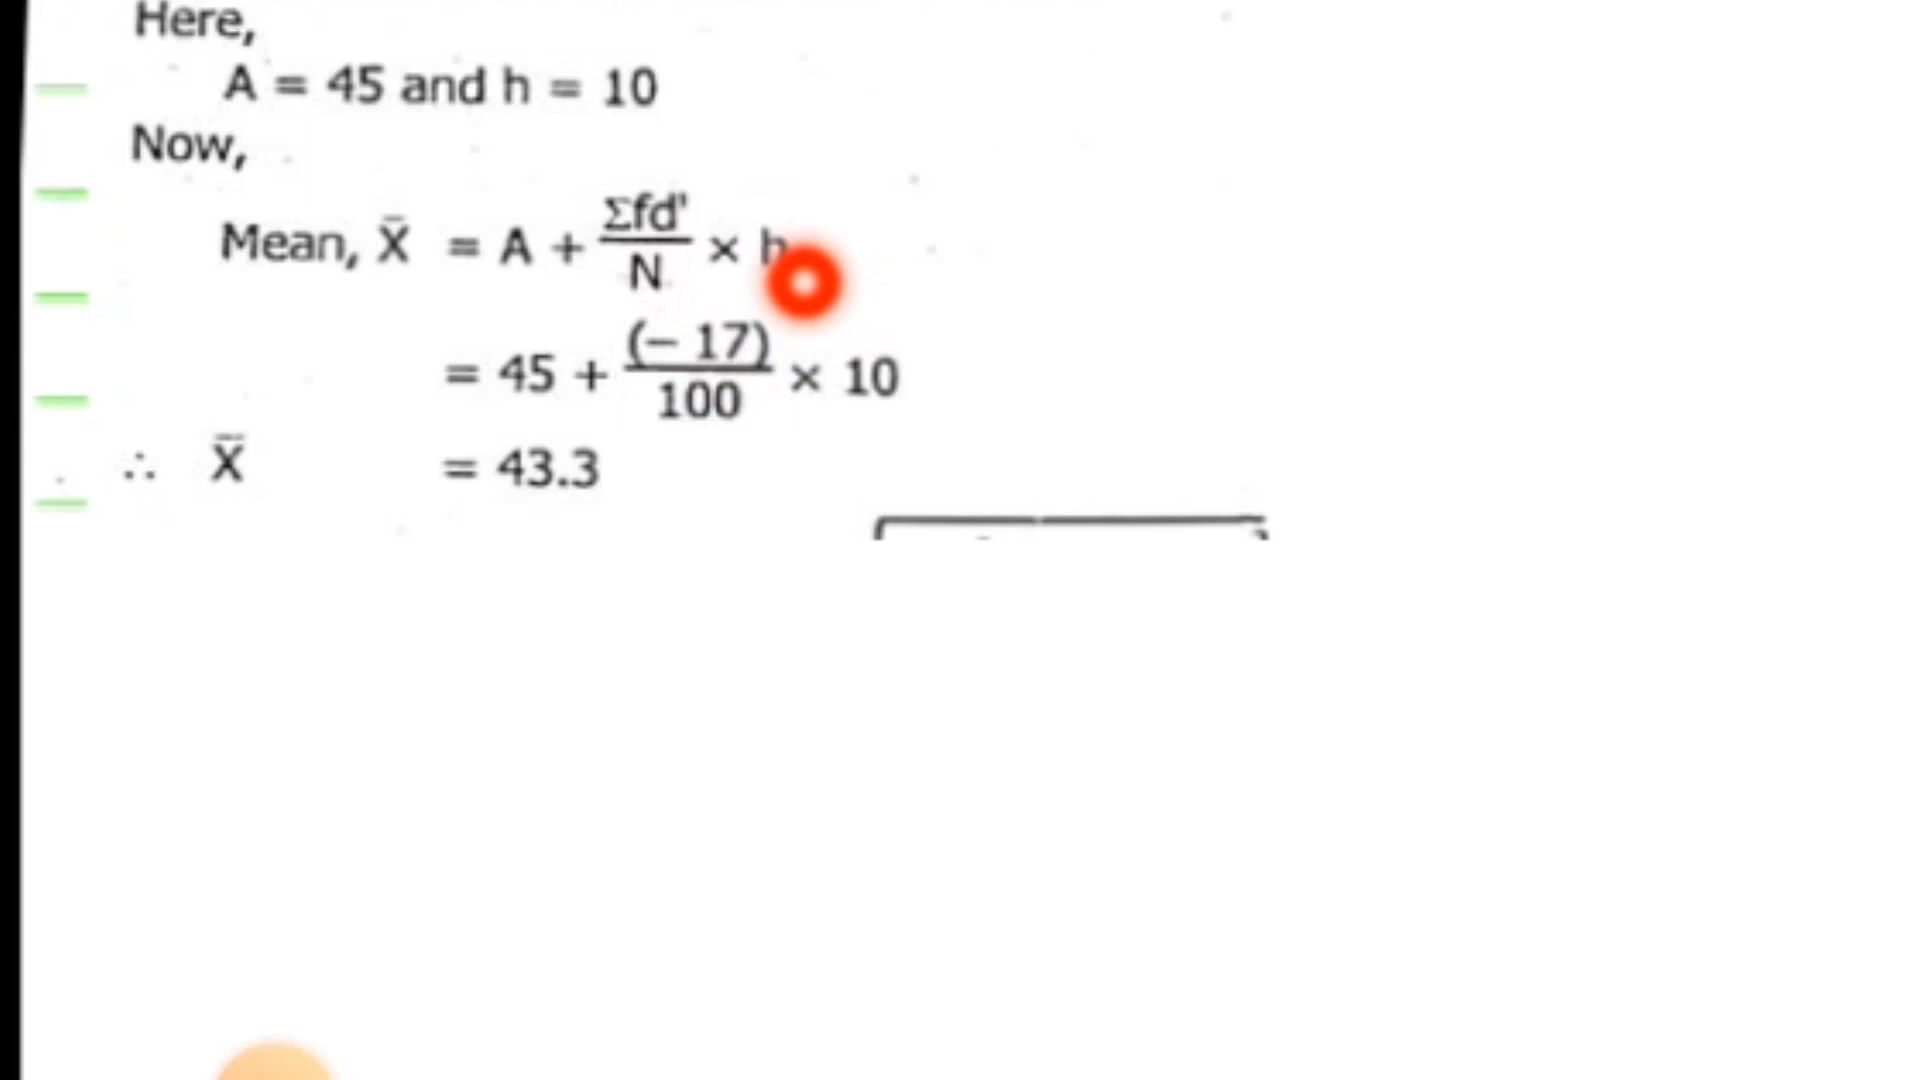 Here,
A = 45 and h = 10
Now,
Mean, X̄ = A + Σfd'/N × h
= 45 + (– 17)/100 × 10
∴ X̄ = 43.3